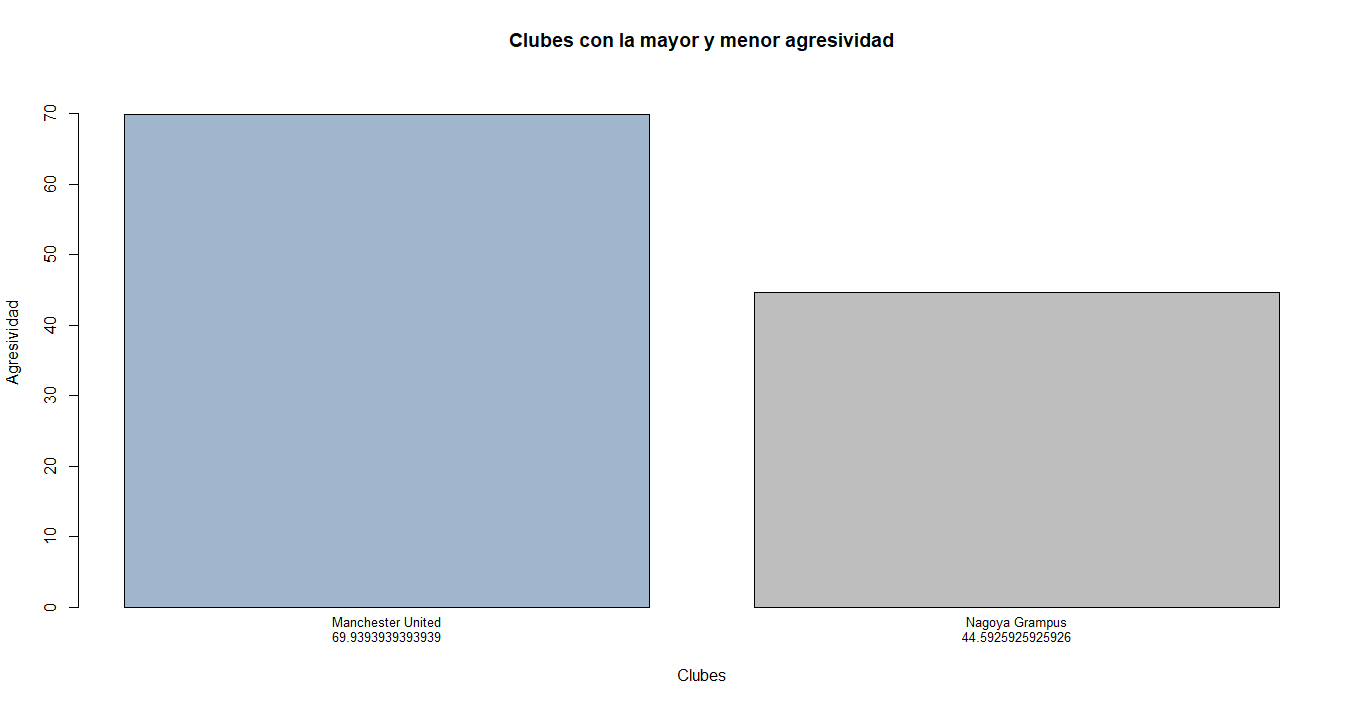 Clubes con la mayor y menor agresividad
Agresividad
70
60
50
40
30
20
10
0
Manchester United
69.9393939393939
Nagoya Grampus
44.5925925925926
Clubes